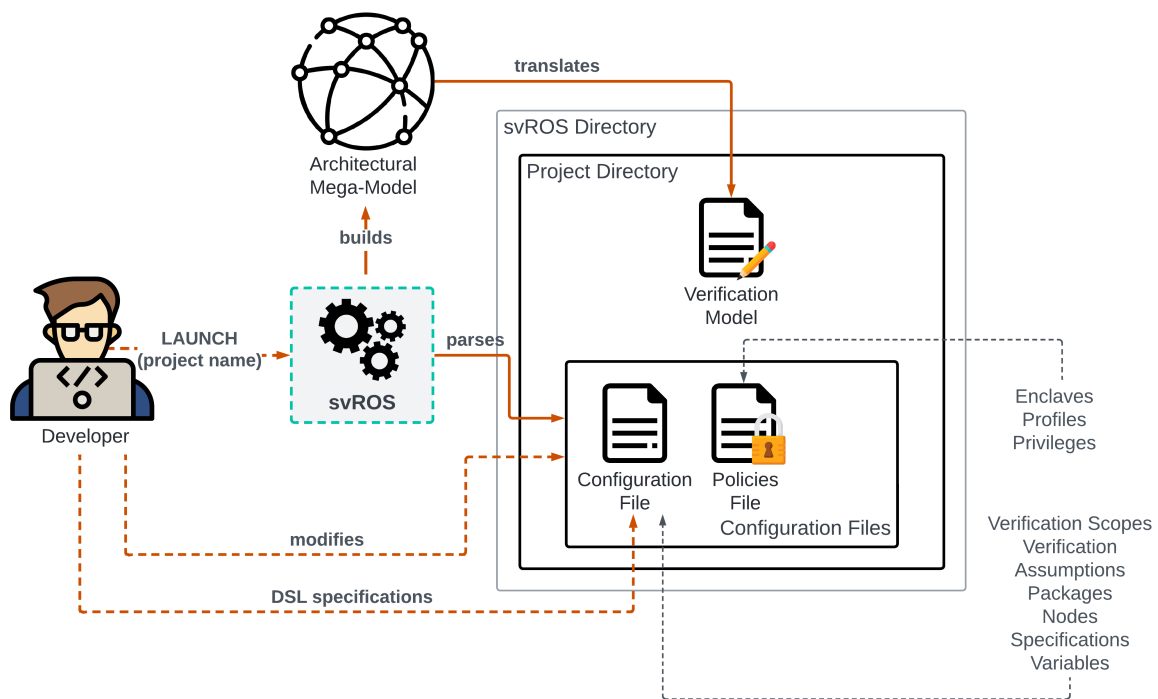 translates
svROS Directory
Project Directory
Architectural
Mega-Model
builds
Verification
Model
LAUNCH
(project name)
parses
svROS
Developer
Enclaves
Profiles
Privileges
Configuration
File
Policies
File
Configuration Files
modifies
DSL specifications
Verification Scopes
Verification
Assumptions
Packages
Nodes
Specifications
Variables